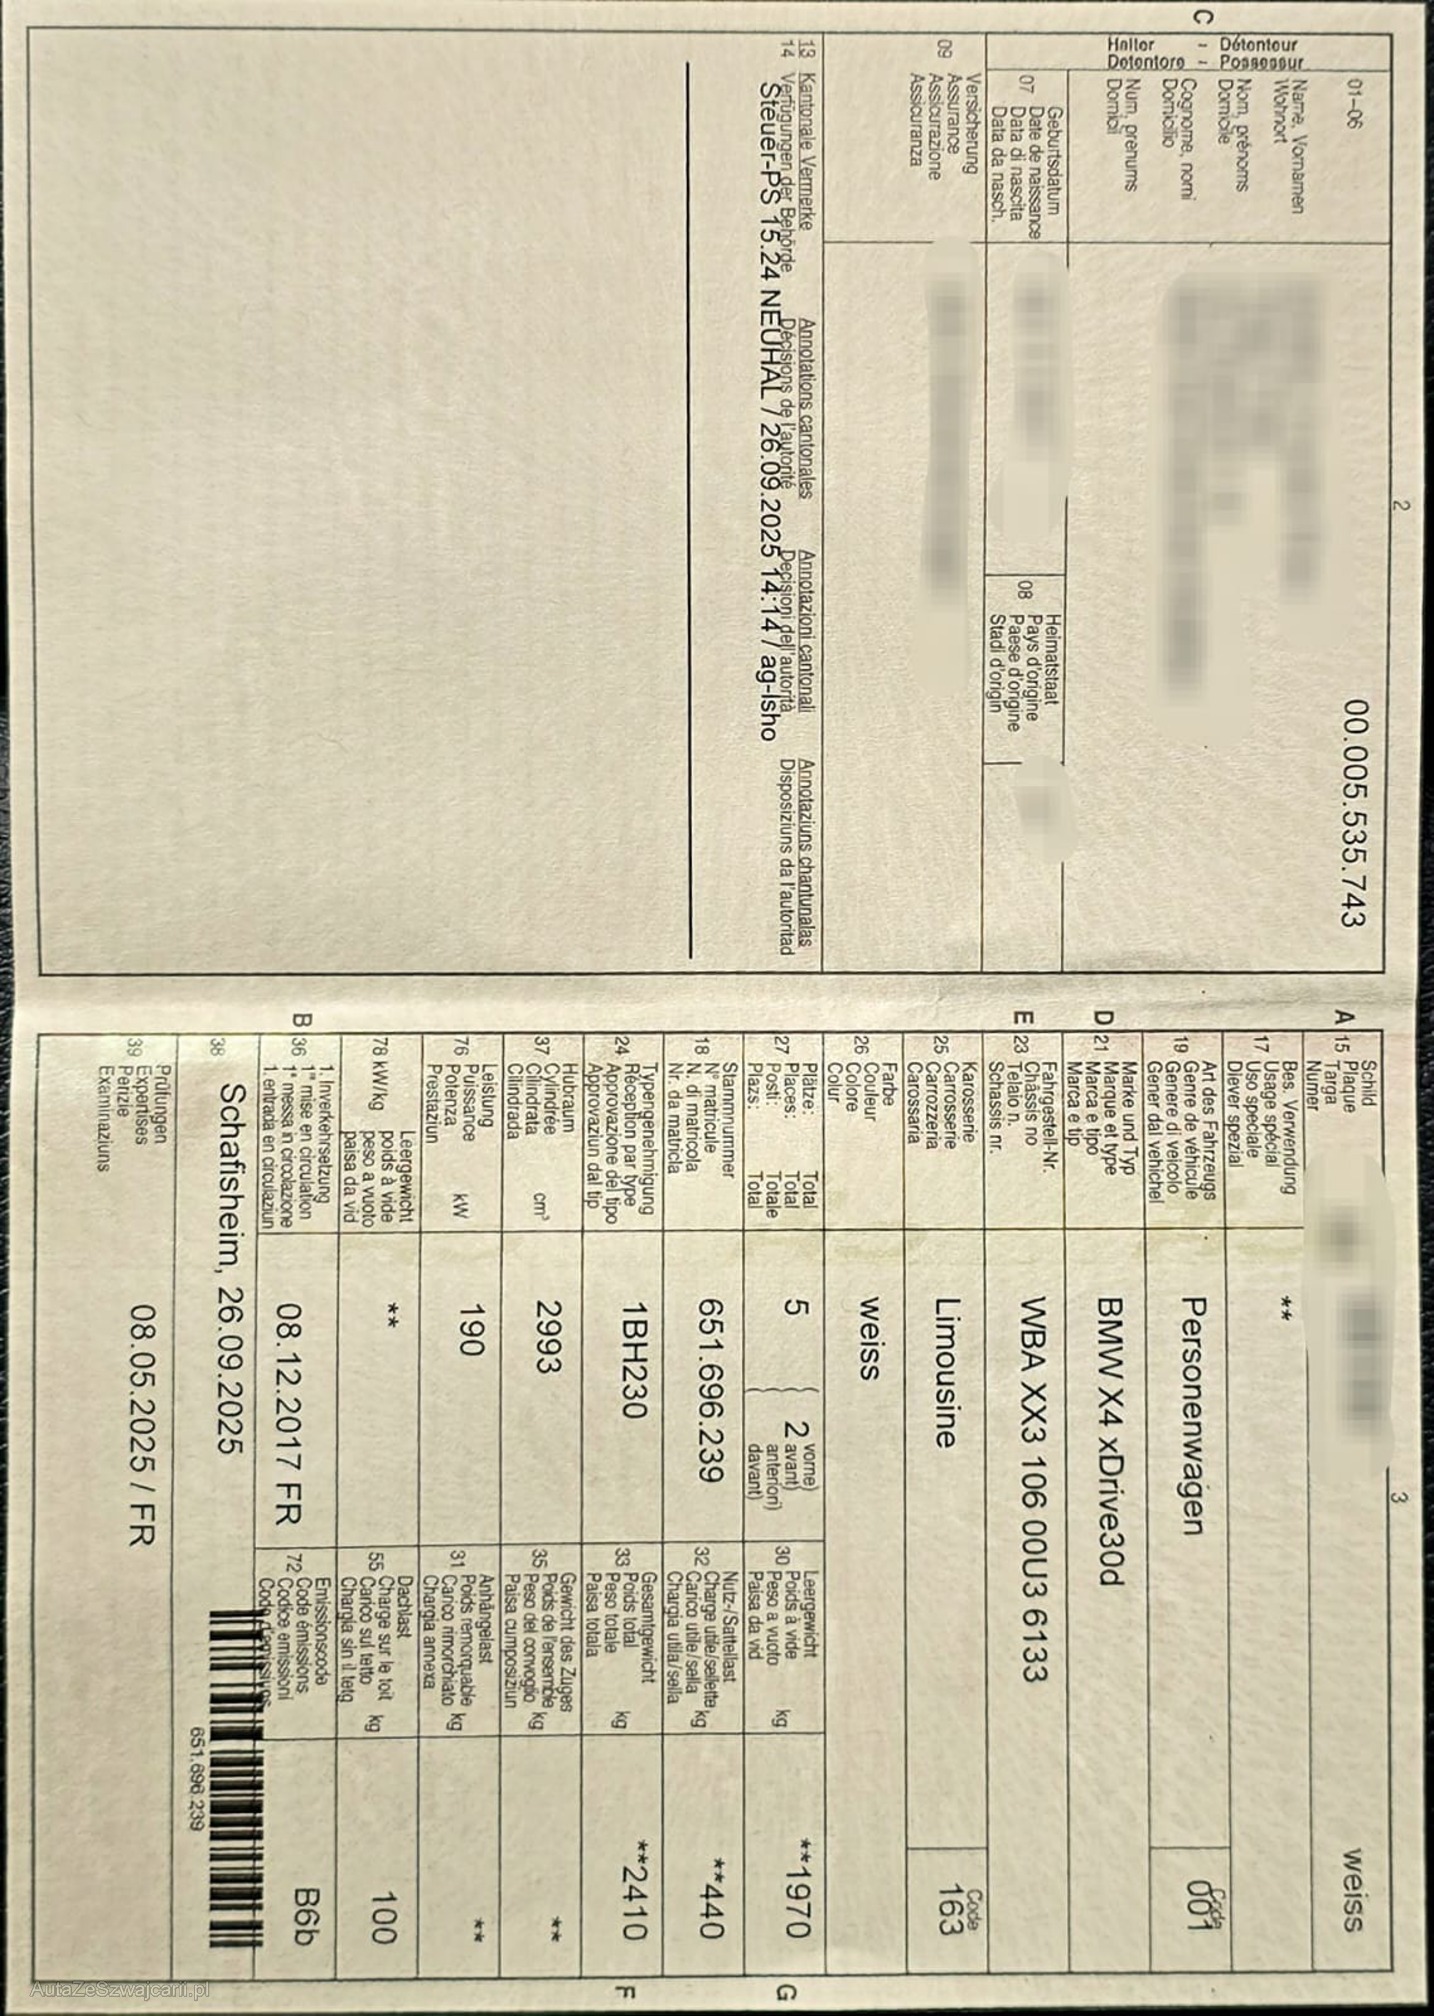 2
C
Halter - Détenteur
Detentore - Possessur
01–06
00.005.535.743
Name, Vornamen
Wohnort
Nom, prénoms
Domicile
Cognome, nomi
Domicilio
Num, prenums
Domicil
07
Geburtsdatum
Date de naissance
Data di nascita
Data da nasch.
08
Heimatstaat
Pays d'origine
Paese d'origine
Stadi d'origin
09
Versicherung
Assurance
Assicurazione
Assicuranza
13 Kantonale Vermerke Annotations cantonales Annotazioni cantonali Annotaziuns chantunalas
14 Verfügungen der Behörde Décisions de l'autorité Decisioni dell'autorità Disposiziuns da l'autoritad
Steuer-PS 15.24 NEUHAL / 26.09.2025 14:14 / ag-lsho
3
A
15
Schild
Plaque
Targa
Numer
weiss
17
Bes. Verwendung
Usage spécial
Uso speciale
Diever spezial
**
19
Art des Fahrzeugs
Genre de véhicule
Genere di veicolo
Gener dal vehichel
Personenwagen
Code
001
D
21
Marke und Typ
Marque et type
Marca e tipo
Marca e tip
BMW X4 xDrive30d
E
23
Fahrgestell-Nr.
Châssis no
Telaio n.
Schassis nr.
WBA XX3 106 00U3 6133
25
Karosserie
Carrosserie
Carrozzeria
Carossaria
Limousine
Code
163
26
Farbe
Couleur
Colore
Colur
weiss
27
Plätze: Total
Places: Total
Posti: Totale
Plazs: Total
5
2
vorne)
avant)
anteriori)
davant)
30
Leergewicht
Poids à vide
Peso a vuoto kg
Paisa da vid
**1970
G
18
Stammnummer
N° matricule
N. di matricola
Nr. da matricla
651.696.239
32
Nutz-/Sattellast
Charge utile/sellette
Carico utile/sella kg
Chargia utila/sella
**440
24
Typengenehmigung
Réception par type
Approvazione del tipo
Approvaziun dal tip
1BH230
33
Gesamtgewicht
Poids total
Peso totale kg
Paisa totala
**2410
F
37
Hubraum
Cylindrée
Cilindrata cm³
Cilindrada
2993
35
Gewicht des Zuges
Poids de l'ensemble
Peso del convoglio kg
Paisa cumposiziun
**
76
Leistung
Puissance
Potenza kW
Prestaziun
190
31
Anhängelast
Poids remorquable
Carico rimorchiato kg
Chargia annexa
**
78 kW/kg
Leergewicht
poids à vide
peso a vuoto
paisa da vid
**
55
Dachlast
Charge sur le toit
Carico sul tetto kg
Chargia sin il tetg
100
B
36
1. Inverkehrsetzung
1re mise en circulation
1a messa in circolazione
1. entrada en circulaziun
08.12.2017 FR
72
Emissionscode
Code émissions
Codice emissioni
Code d'emissiuns
B6b
38
Schafisheim, 26.09.2025
651.696.239
39
Prüfungen
Expertises
Perizie
Examinaziuns
08.05.2025 / FR
AutaZeSzwajcarii.pl